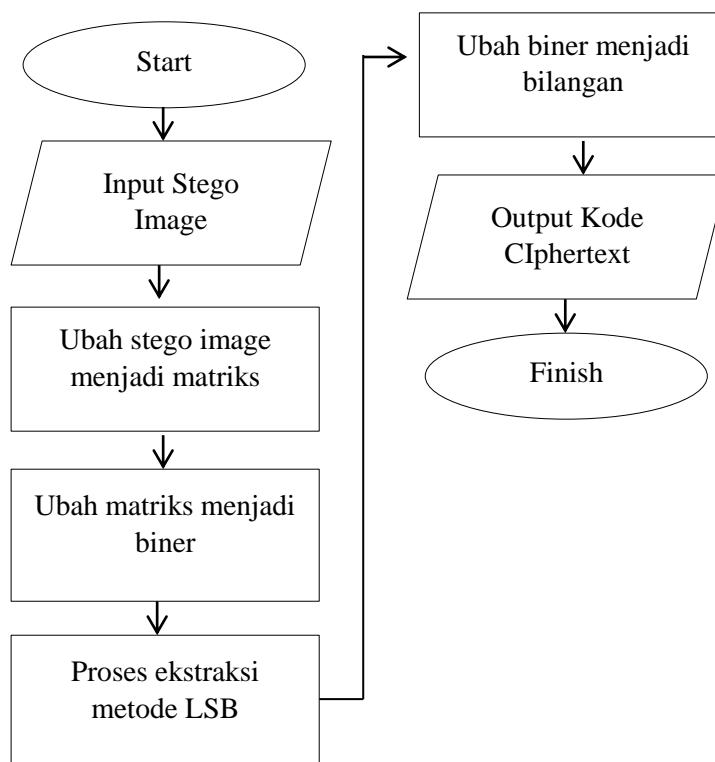 Start
Input Stego
Image
Ubah stego image
menjadi matriks
Ubah matriks menjadi
biner
Proses ekstraksi
metode LSB
Ubah biner menjadi
bilangan
Output Kode
CIphertext
Finish